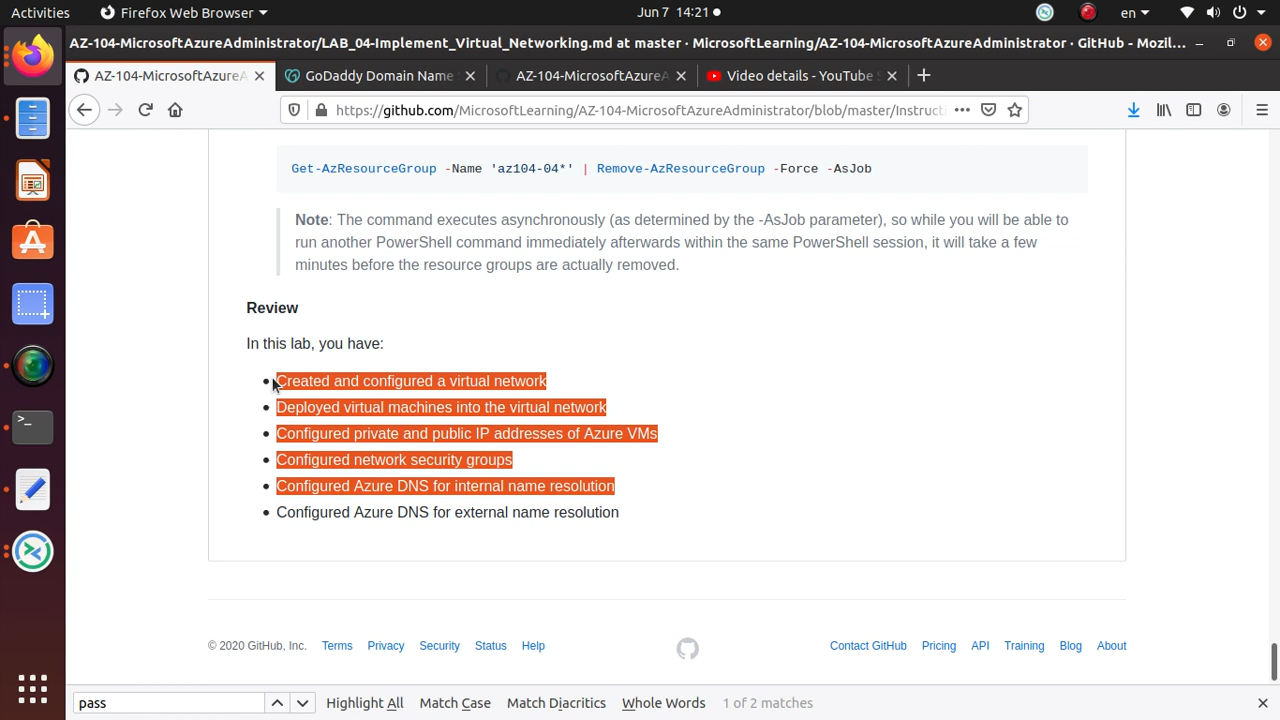 Activities
Firefox Web Browser
Jun 7 14:21
en
AZ-104-MicrosoftAzureAdministrator/LAB_04-Implement_Virtual_Networking.md at master · MicrosoftLearning/AZ-104-MicrosoftAzureAdministrator · GitHub - Mozil...
AZ-104-MicrosoftAzureA
GoDaddy Domain Name S
AZ-104-MicrosoftAzureA
Video details - YouTube S
https://github.com/MicrosoftLearning/AZ-104-MicrosoftAzureAdministrator/blob/master/Instructi
Get-AzResourceGroup -Name 'az104-04*' | Remove-AzResourceGroup -Force -AsJob
Note: The command executes asynchronously (as determined by the -AsJob parameter), so while you will be able to
run another PowerShell command immediately afterwards within the same PowerShell session, it will take a few
minutes before the resource groups are actually removed.
Review
In this lab, you have:
Created and configured a virtual network
Deployed virtual machines into the virtual network
Configured private and public IP addresses of Azure VMs
Configured network security groups
Configured Azure DNS for internal name resolution
Configured Azure DNS for external name resolution
© 2020 GitHub, Inc. Terms Privacy Security Status Help Contact GitHub Pricing API Training Blog About
pass Highlight All Match Case Match Diacritics Whole Words 1 of 2 matches